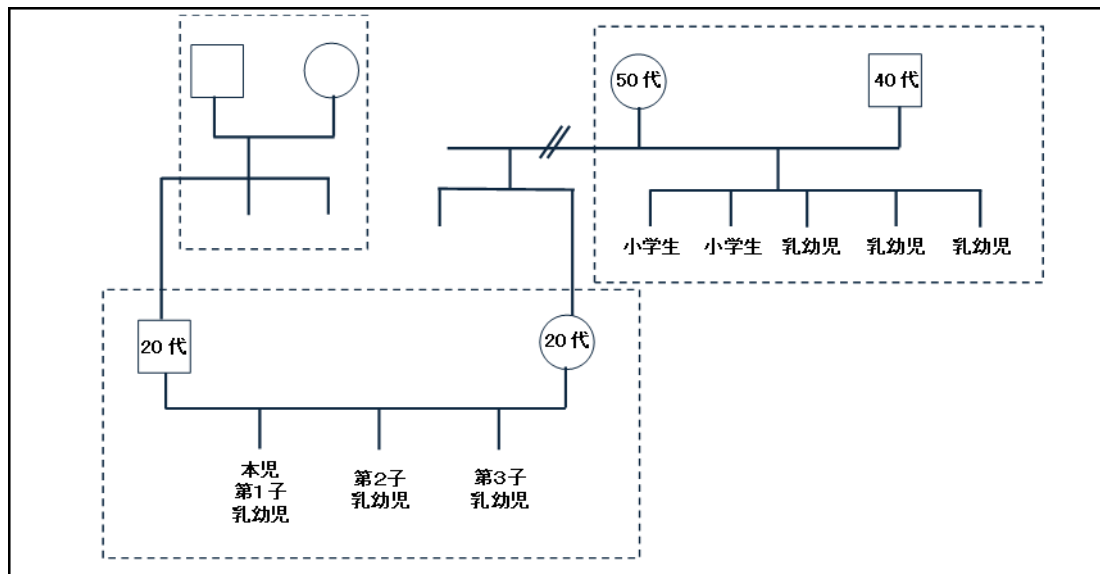 50代
40代
小学生
小学生
乳幼児
乳幼児
乳幼児
20代
20代
本児
第1子
乳幼児
第2子
乳幼児
第3子
乳幼児